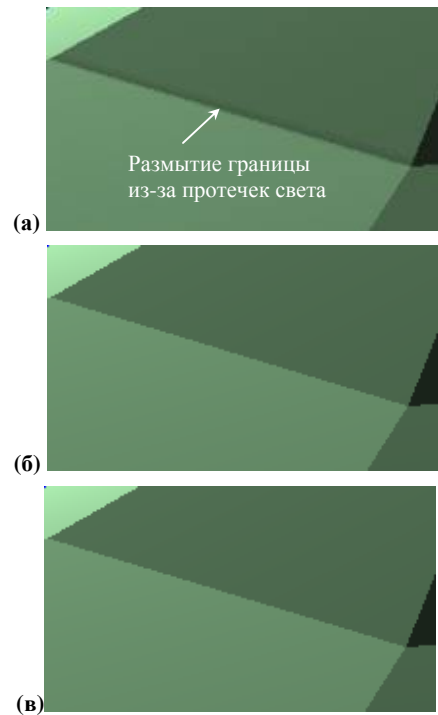 Размытие границы
из-за протечек света
(а)
(б)
(в)